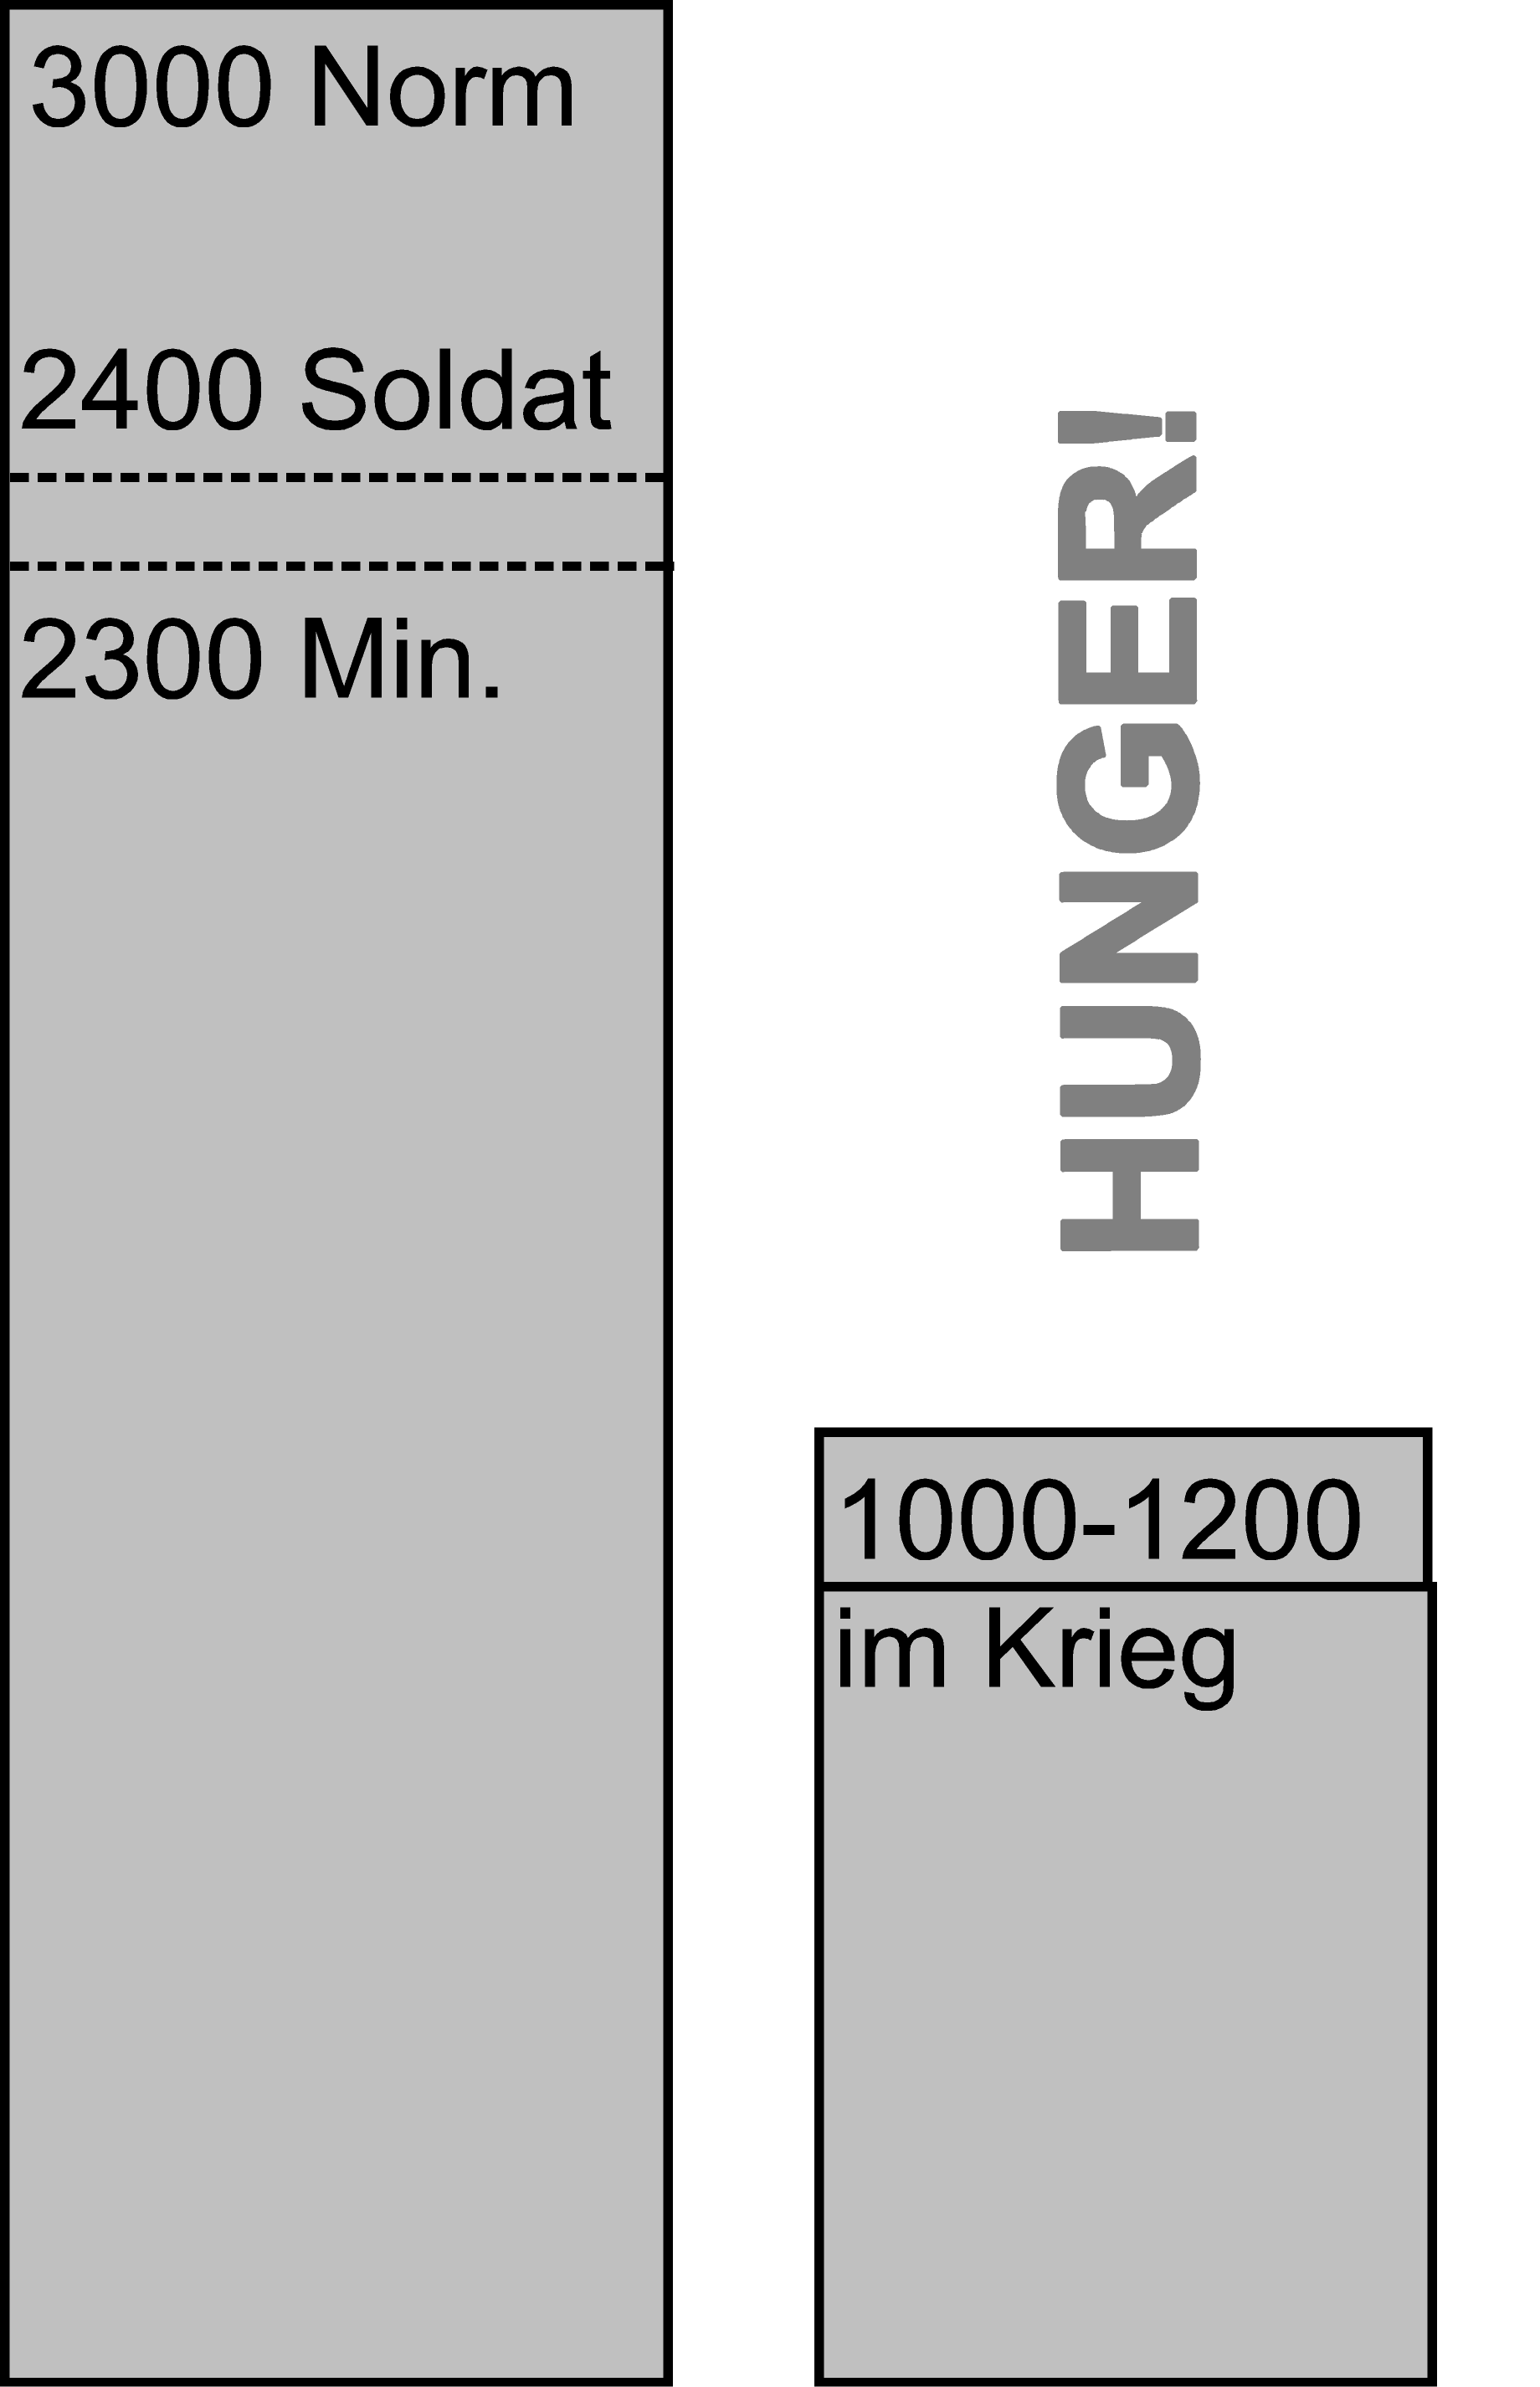 3000 Norm
2400 Soldat
2300 Min.
HUNGER!
1000-1200
im Krieg